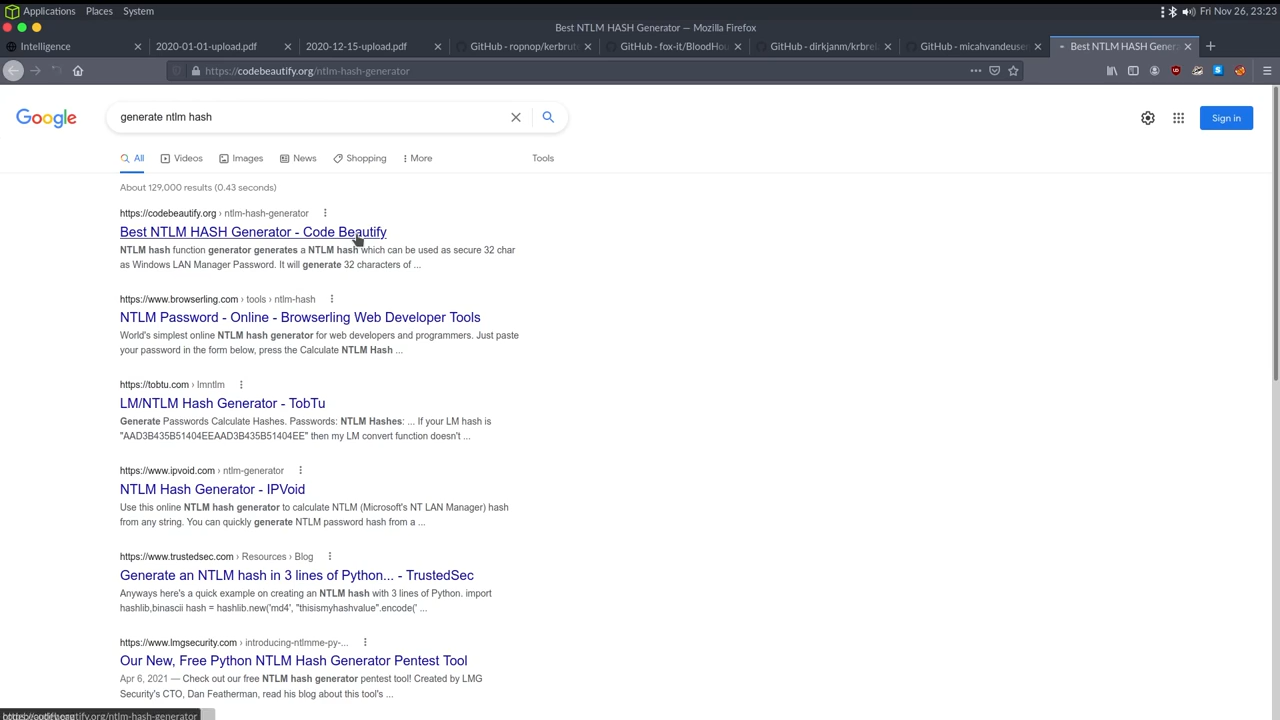 Applications Places System Fri Nov 26, 23:23
Best NTLM HASH Generator — Mozilla Firefox
Intelligence 2020-01-01-upload.pdf 2020-12-15-upload.pdf GitHub - ropnop/kerbrut GitHub - fox-it/BloodHou GitHub - dirkjanm/krbrel GitHub - micahvandeusen Best NTLM HASH Gener
https://codebeautify.org/ntlm-hash-generator
Google generate ntlm hash Sign in
All Videos Images News Shopping More Tools
About 129,000 results (0.43 seconds)
https://codebeautify.org › ntlm-hash-generator
Best NTLM HASH Generator - Code Beautify
NTLM hash function generator generates a NTLM hash which can be used as secure 32 char
as Windows LAN Manager Password. It will generate 32 characters of ...
https://www.browserling.com › tools › ntlm-hash
NTLM Password - Online - Browserling Web Developer Tools
World's simplest online NTLM hash generator for web developers and programmers. Just paste
your password in the form below, press the Calculate NTLM Hash ...
https://tobtu.com › lmntlm
LM/NTLM Hash Generator - TobTu
Generate Passwords Calculate Hashes. Passwords: NTLM Hashes: ... If your LM hash is
"AAD3B435B51404EEAAD3B435B51404EE" then my LM convert function doesn't ...
https://www.ipvoid.com › ntlm-generator
NTLM Hash Generator - IPVoid
Use this online NTLM hash generator to calculate NTLM (Microsoft's NT LAN Manager) hash
from any string. You can quickly generate NTLM password hash from a ...
https://www.trustedsec.com › Resources › Blog
Generate an NTLM hash in 3 lines of Python... - TrustedSec
Anyways here's a quick example on creating an NTLM hash with 3 lines of Python. import
hashlib,binascii hash = hashlib.new('md4', "thisismyhashvalue".encode(' ...
https://www.lmgsecurity.com › introducing-ntlmme-py-...
Our New, Free Python NTLM Hash Generator Pentest Tool
Apr 6, 2021 — Check out our free NTLM hash generator pentest tool! Created by LMG
Security's CTO, Dan Featherman, read his blog about this tool's ...